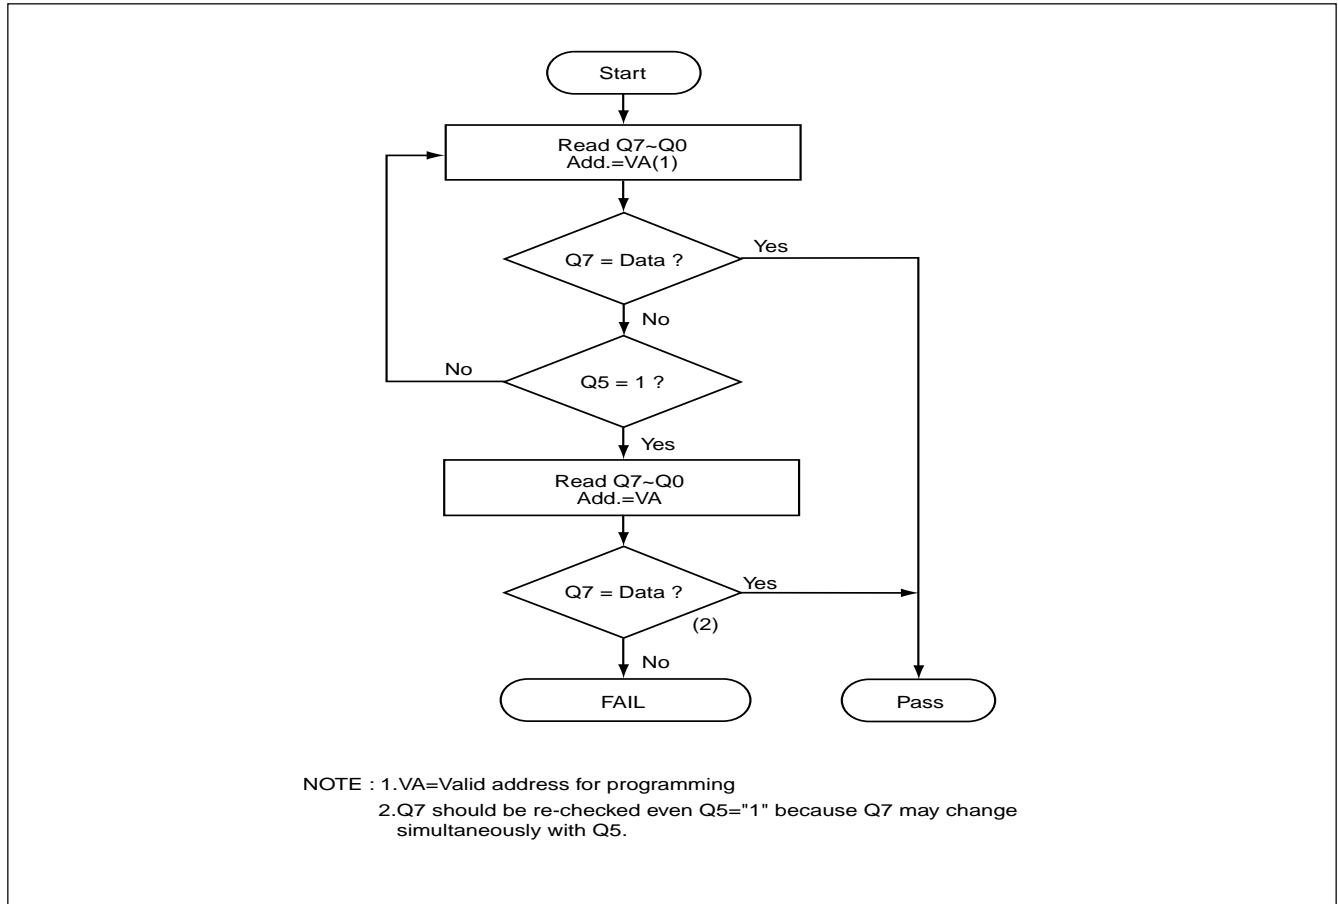 Start
Read Q7~Q0
Add.=VA(1)
Q7 = Data ?
Yes
No
Q5 = 1 ?
No
Yes
Read Q7~Q0
Add.=VA
Q7 = Data ?
Yes
(2)
No
FAIL
Pass
NOTE : 1.VA=Valid address for programming
2.Q7 should be re-checked even Q5="1" because Q7 may change
simultaneously with Q5.